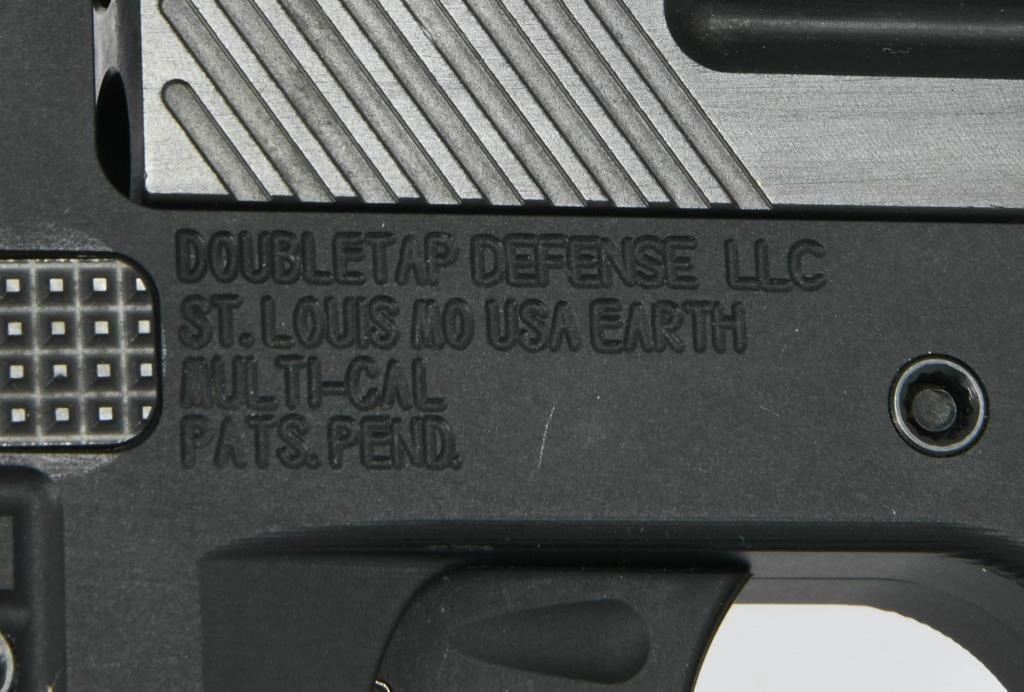 DOUBLETAP DEFENSE LLC
ST. LOUIS MO USA EARTH
MULTI-CAL
PATS. PEND.